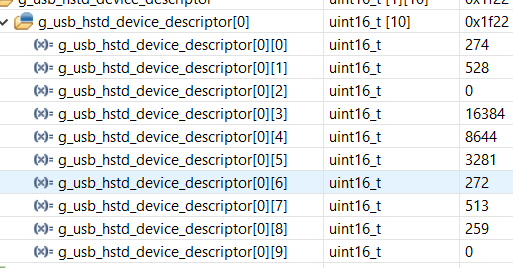 g_usb_hstd_device_descriptor uint16_t [1][10] 0x1f22
g_usb_hstd_device_descriptor[0] uint16_t [10] 0x1f22
(x)= g_usb_hstd_device_descriptor[0][0] uint16_t 274
(x)= g_usb_hstd_device_descriptor[0][1] uint16_t 528
(x)= g_usb_hstd_device_descriptor[0][2] uint16_t 0
(x)= g_usb_hstd_device_descriptor[0][3] uint16_t 16384
(x)= g_usb_hstd_device_descriptor[0][4] uint16_t 8644
(x)= g_usb_hstd_device_descriptor[0][5] uint16_t 3281
(x)= g_usb_hstd_device_descriptor[0][6] uint16_t 272
(x)= g_usb_hstd_device_descriptor[0][7] uint16_t 513
(x)= g_usb_hstd_device_descriptor[0][8] uint16_t 259
(x)= g_usb_hstd_device_descriptor[0][9] uint16_t 0